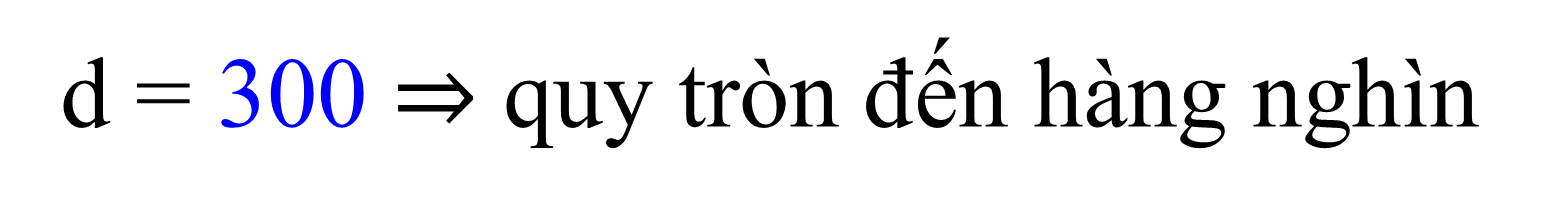 d = 300 ⇒ quy tròn đến hàng nghìn